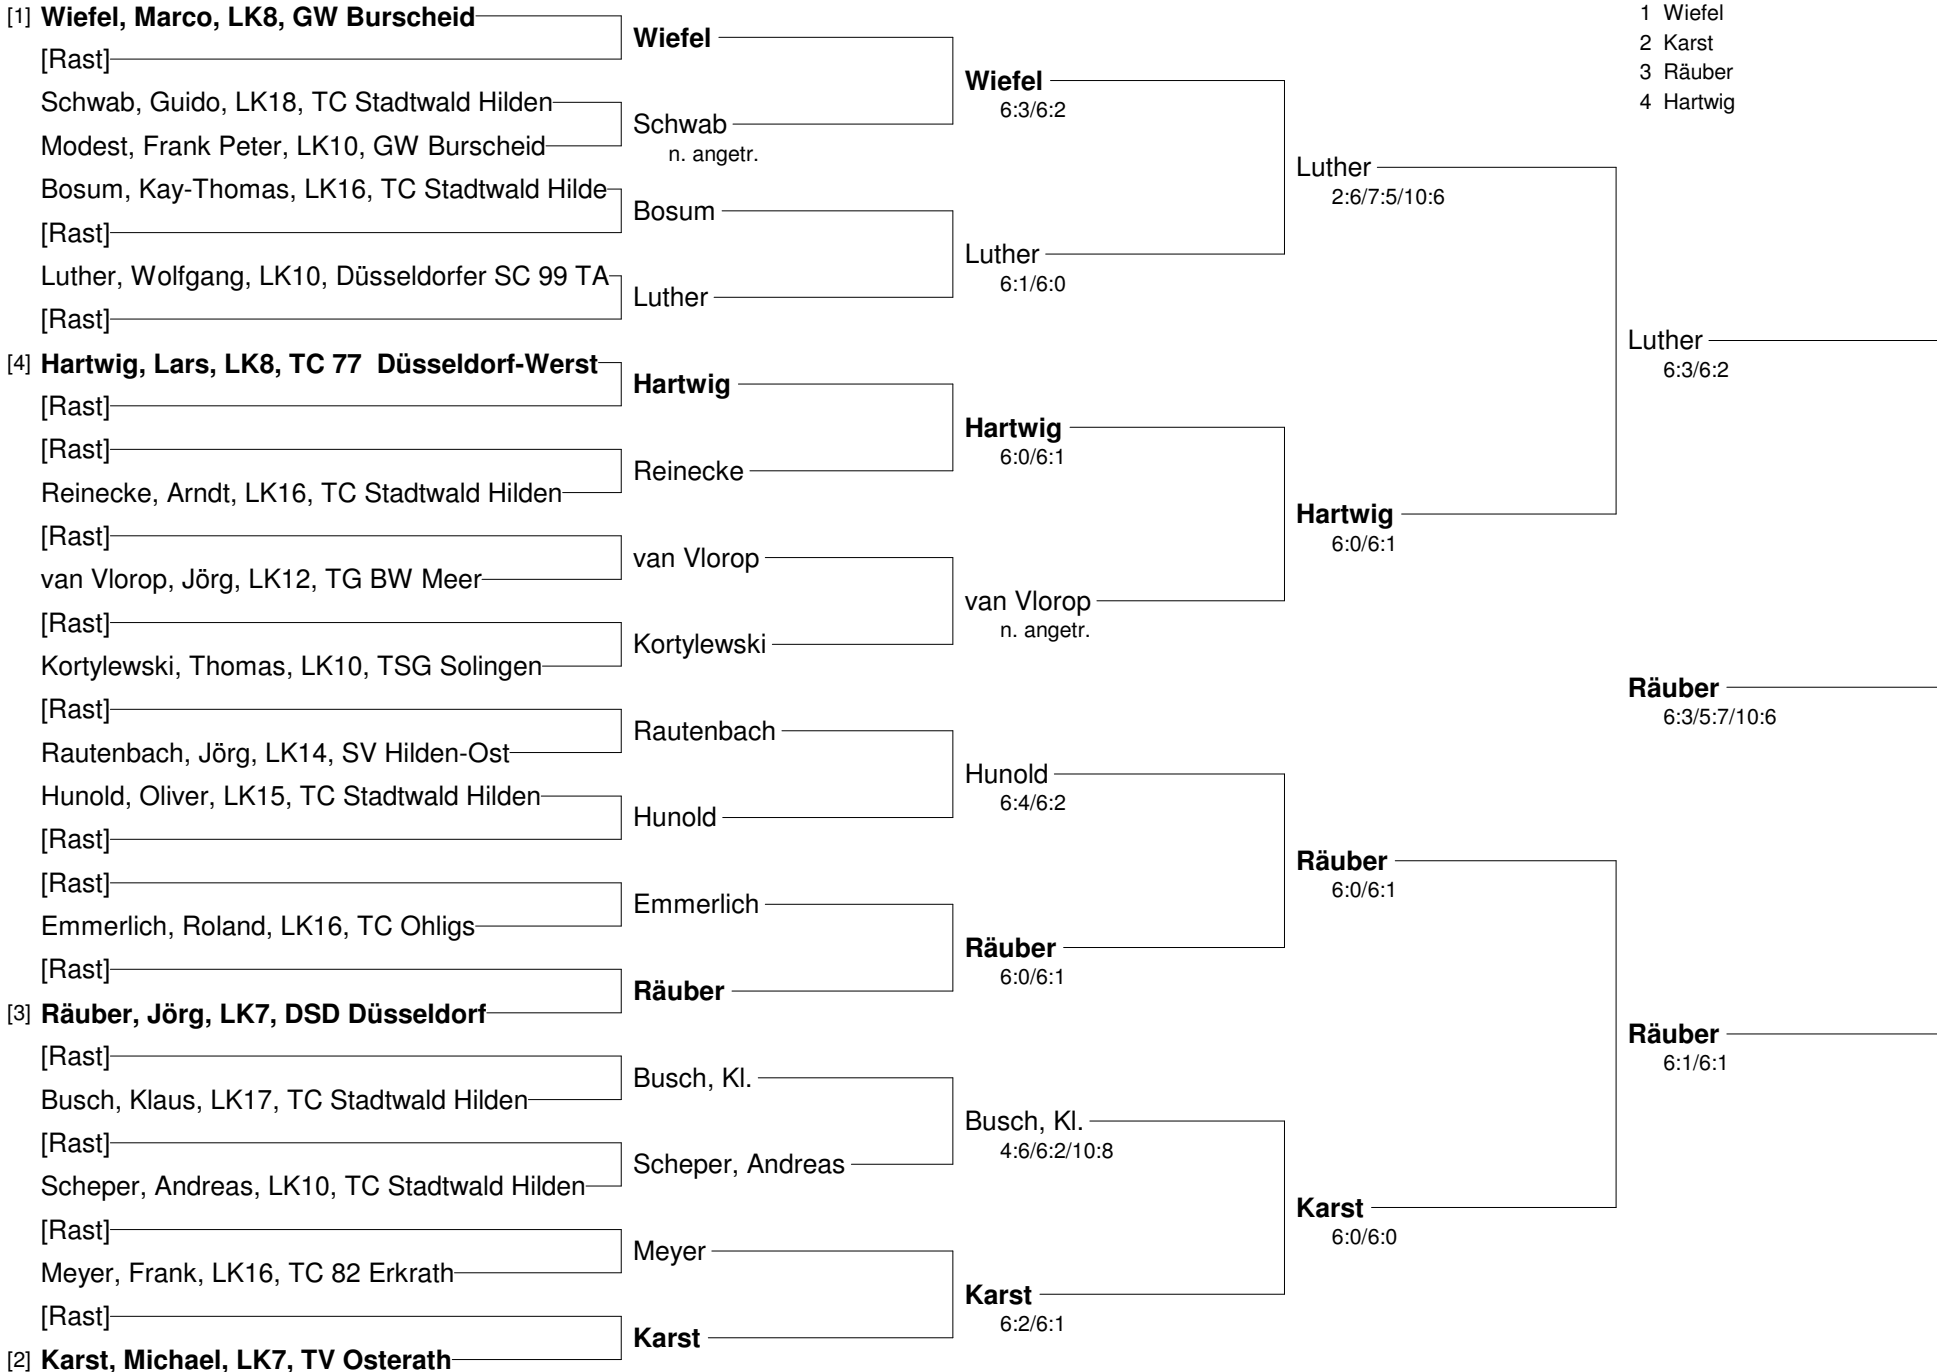 [1] Wiefel, Marco, LK8, GW Burscheid
[Rast]
Schwab, Guido, LK18, TC Stadtwald Hilden
Modest, Frank Peter, LK10, GW Burscheid
Bosum, Kay-Thomas, LK16, TC Stadtwald Hilde
[Rast]
Luther, Wolfgang, LK10, Düsseldorfer SC 99 TA
[Rast]
[4] Hartwig, Lars, LK8, TC 77 Düsseldorf-Werst
[Rast]
[Rast]
Reinecke, Arndt, LK16, TC Stadtwald Hilden
[Rast]
van Vlorop, Jörg, LK12, TG BW Meer
[Rast]
Kortylewski, Thomas, LK10, TSG Solingen
[Rast]
Rautenbach, Jörg, LK14, SV Hilden-Ost
Hunold, Oliver, LK15, TC Stadtwald Hilden
[Rast]
[Rast]
Emmerlich, Roland, LK16, TC Ohligs
[Rast]
[3] Räuber, Jörg, LK7, DSD Düsseldorf
[Rast]
Busch, Klaus, LK17, TC Stadtwald Hilden
[Rast]
Scheper, Andreas, LK10, TC Stadtwald Hilden
[Rast]
Meyer, Frank, LK16, TC 82 Erkrath
[Rast]
[2] Karst, Michael, LK7, TV Osterath
Wiefel
Schwab
n. angetr.
Bosum
Luther
Hartwig
Reinecke
van Vlorop
Kortylewski
Rautenbach
Hunold
Emmerlich
Räuber
Busch, Kl.
Scheper, Andreas
Meyer
Karst
Wiefel
6:3/6:2
Luther
6:1/6:0
Hartwig
6:0/6:1
van Vlorop
n. angetr.
Hunold
6:4/6:2
Räuber
6:0/6:1
Busch, Kl.
4:6/6:2/10:8
Karst
6:2/6:1
Luther
2:6/7:5/10:6
Hartwig
6:0/6:1
Räuber
6:0/6:1
Karst
6:0/6:0
1 Wiefel
2 Karst
3 Räuber
4 Hartwig
Luther
6:3/6:2
Räuber
6:3/5:7/10:6
Räuber
6:1/6:1